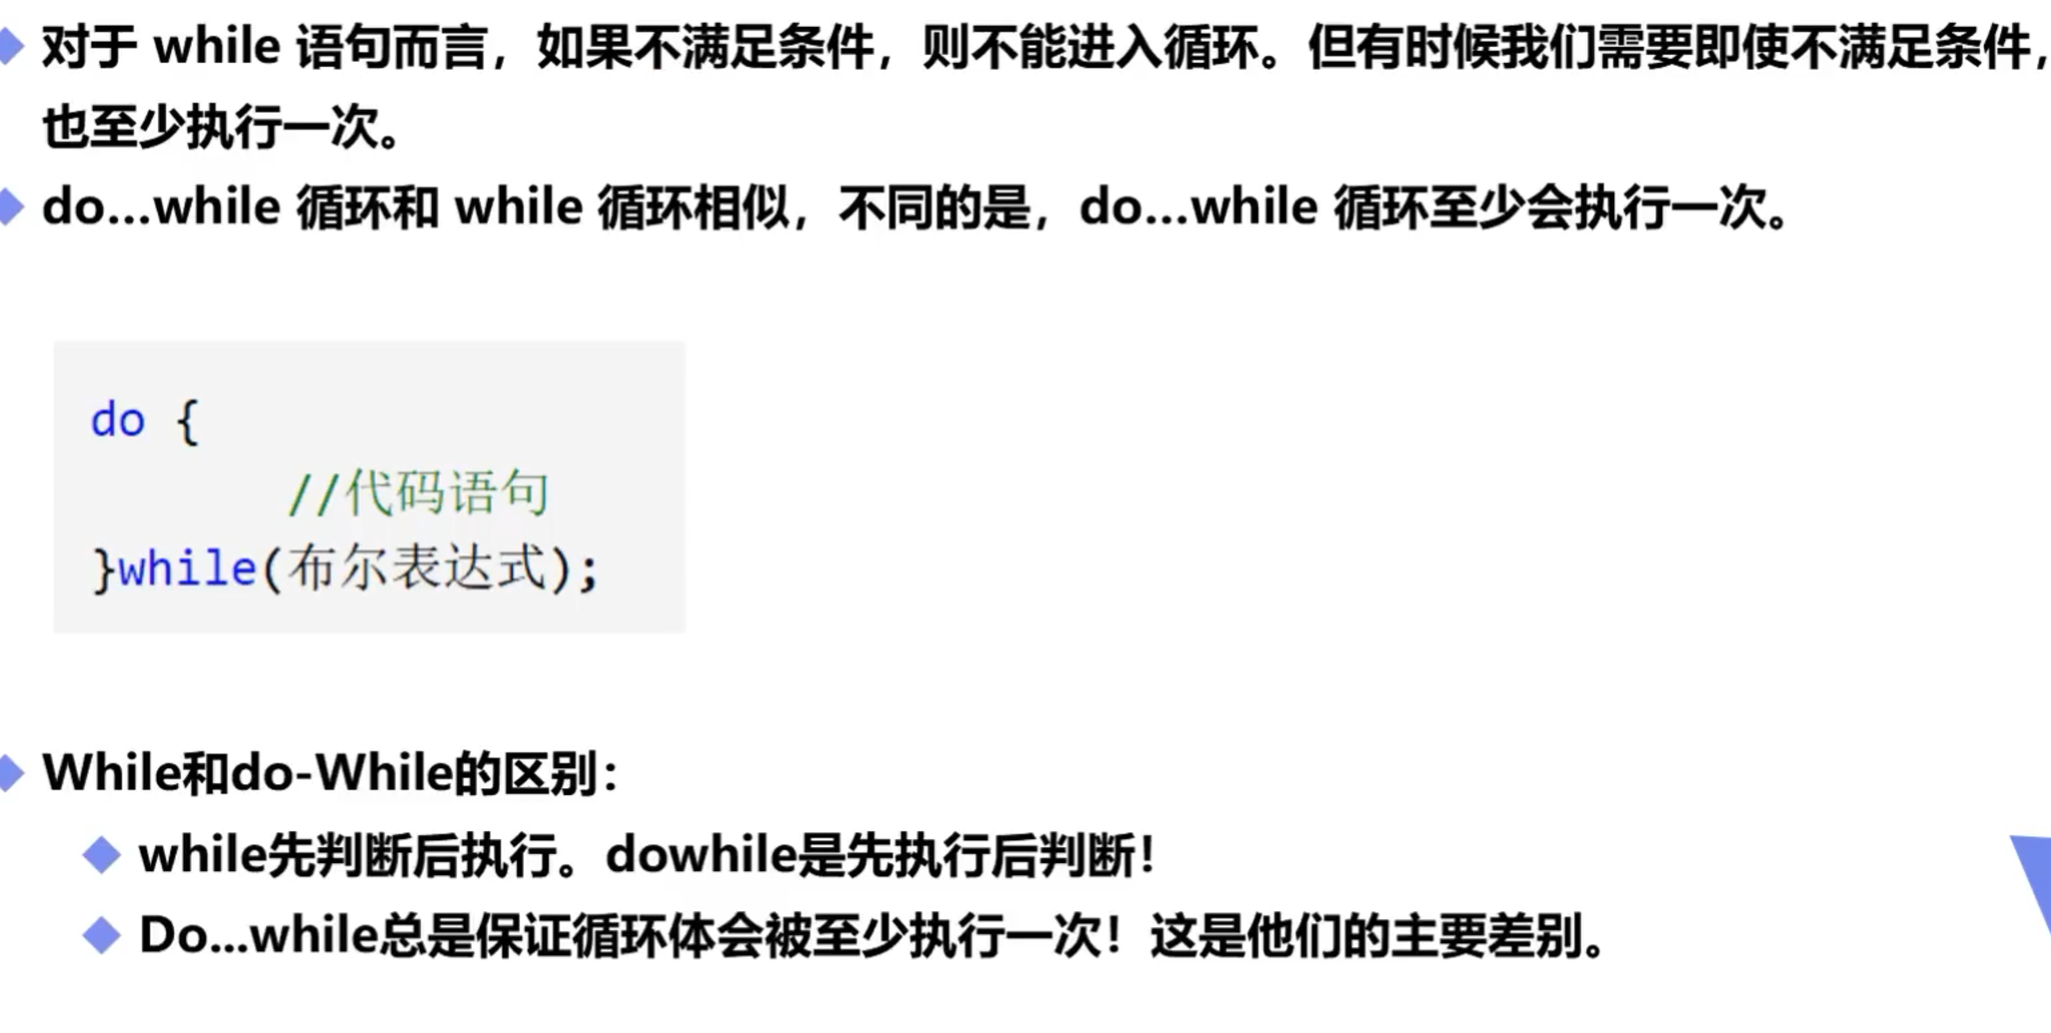 对于 while 语句而言，如果不满足条件，则不能进入循环。但有时候我们需要即使不满足条件，
也至少执行一次。
do...while 循环和 while 循环相似，不同的是，do...while 循环至少会执行一次。
do {
//代码语句
}while(布尔表达式);
While和do-While的区别：
while先判断后执行。dowhile是先执行后判断！
Do...while总是保证循环体会被至少执行一次！这是他们的主要差别。